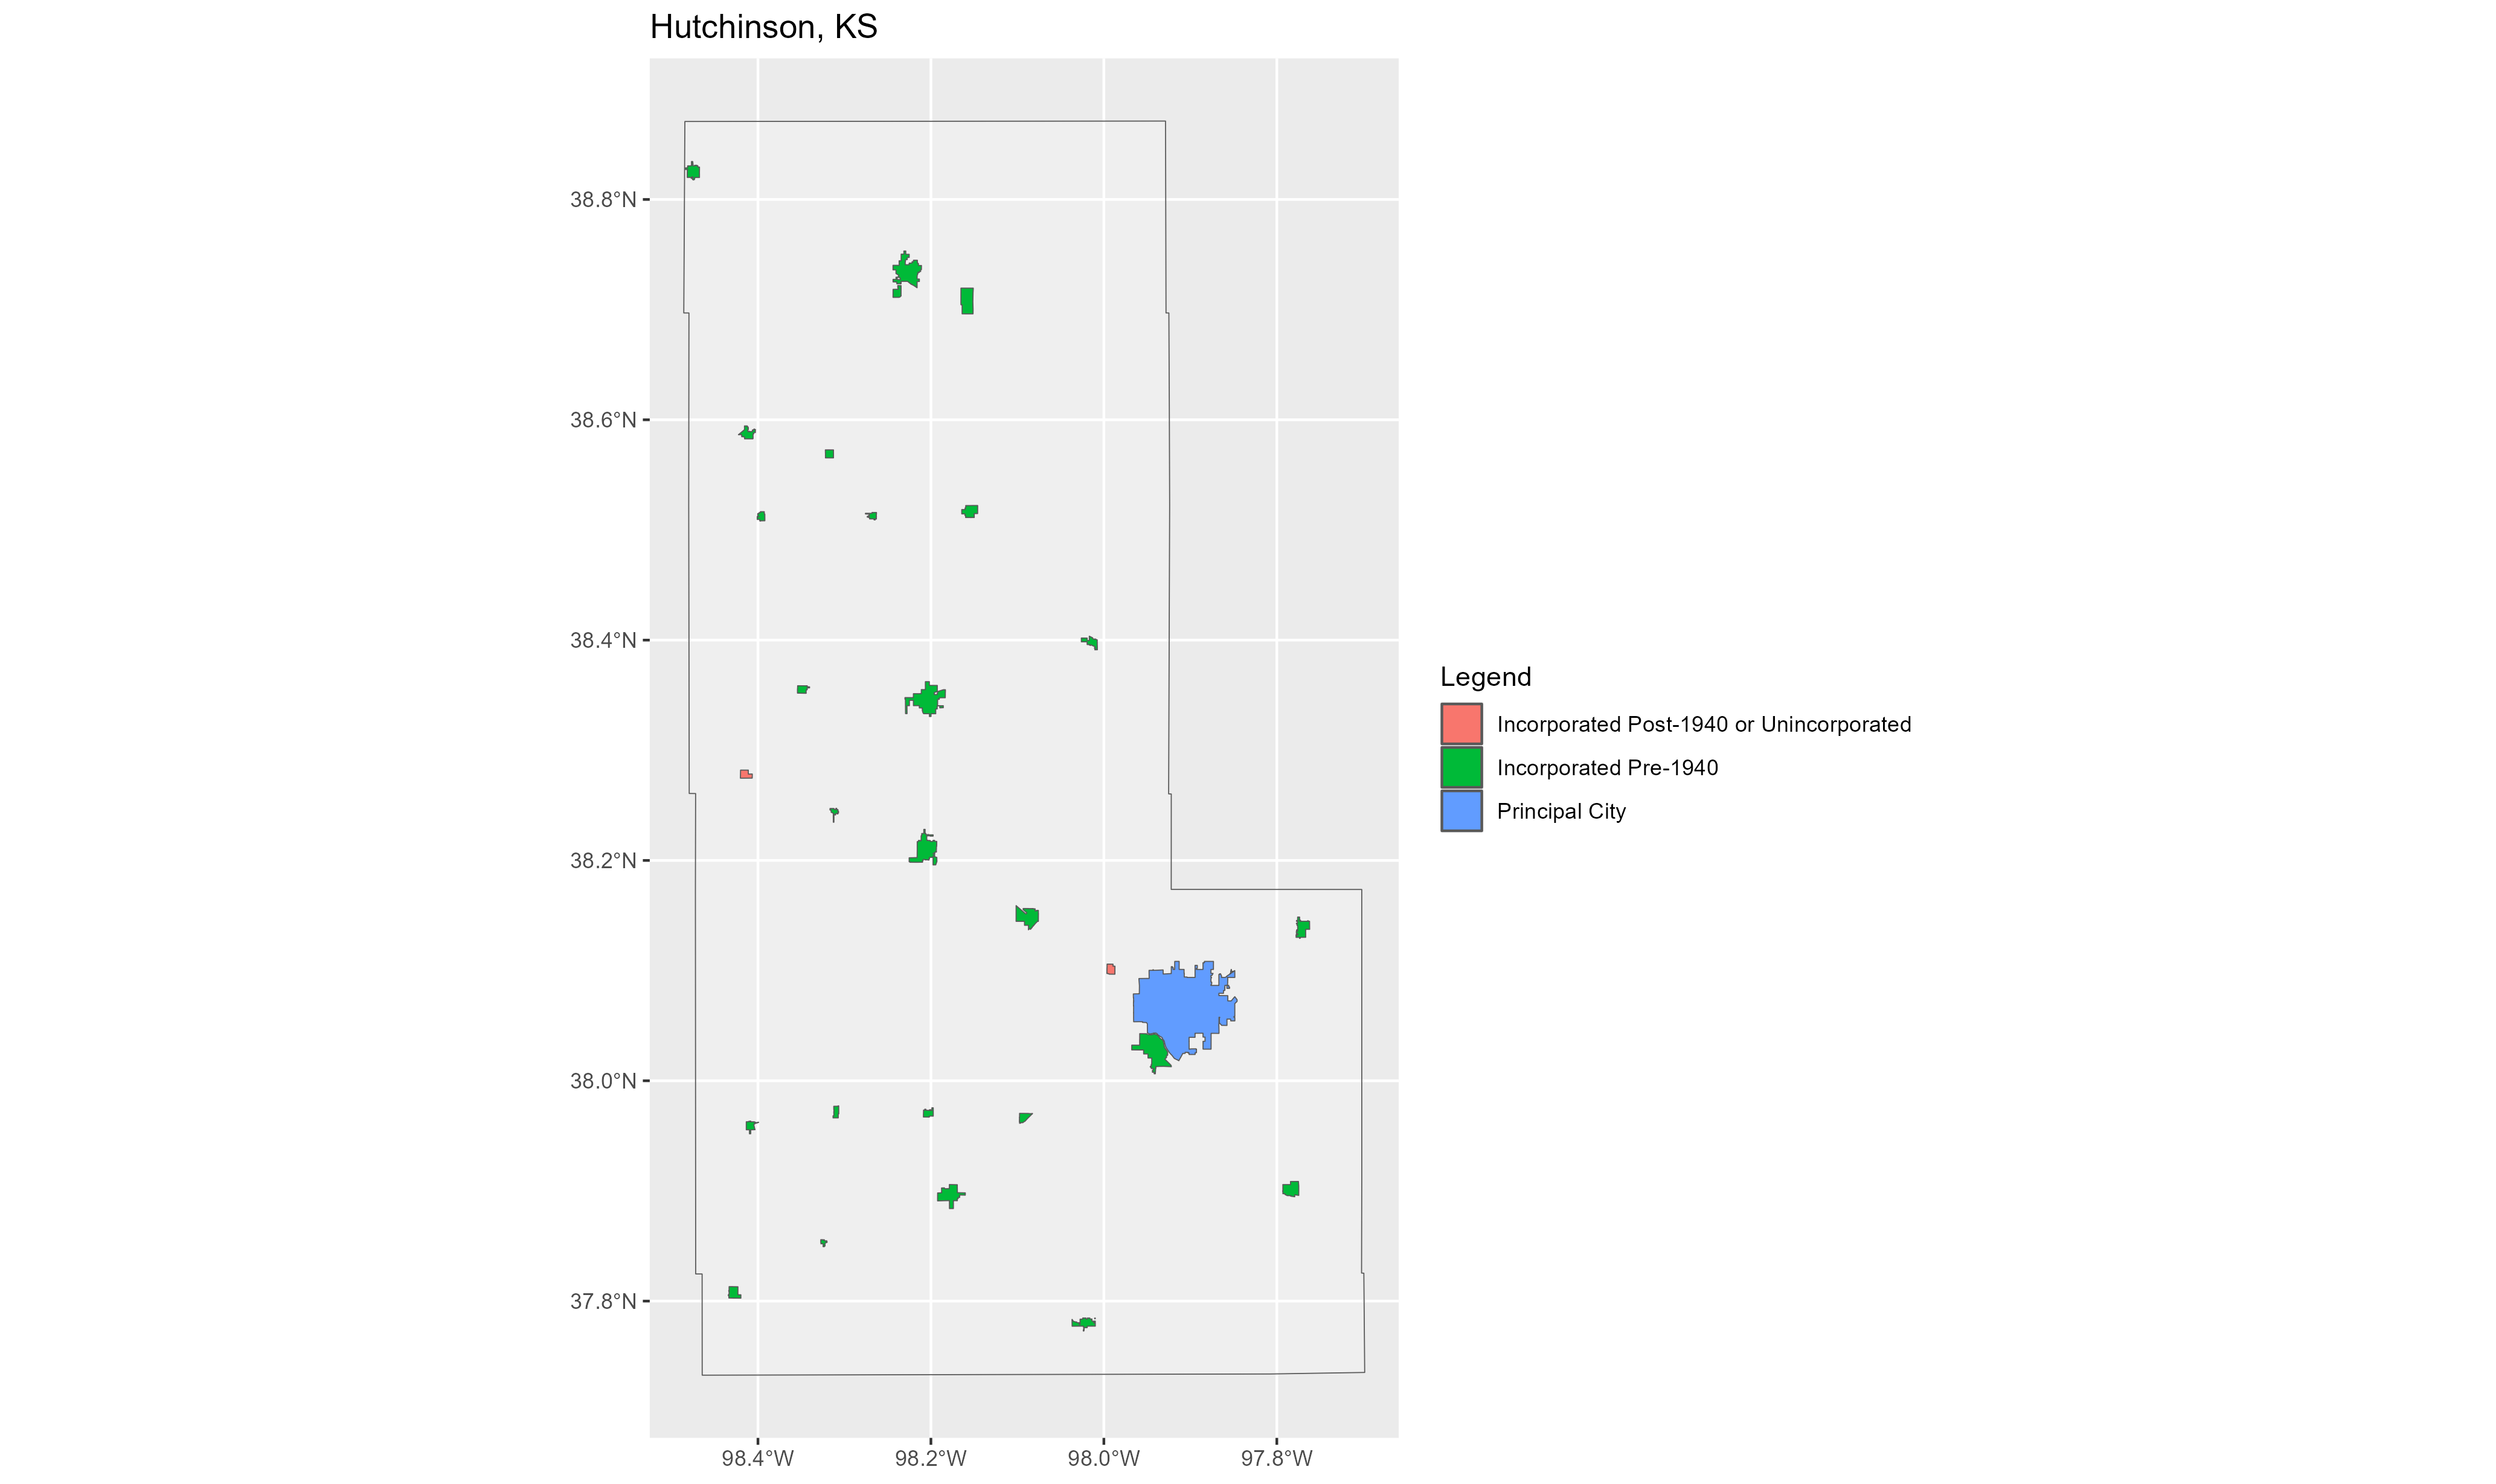 Hutchinson, KS
38.8°N
38.6°N
38.4°N
38.2°N
38.0°N
37.8°N
98.4°W
98.2°W
98.0°W
97.8°W
Legend
Incorporated Post-1940 or Unincorporated
Incorporated Pre-1940
Principal City